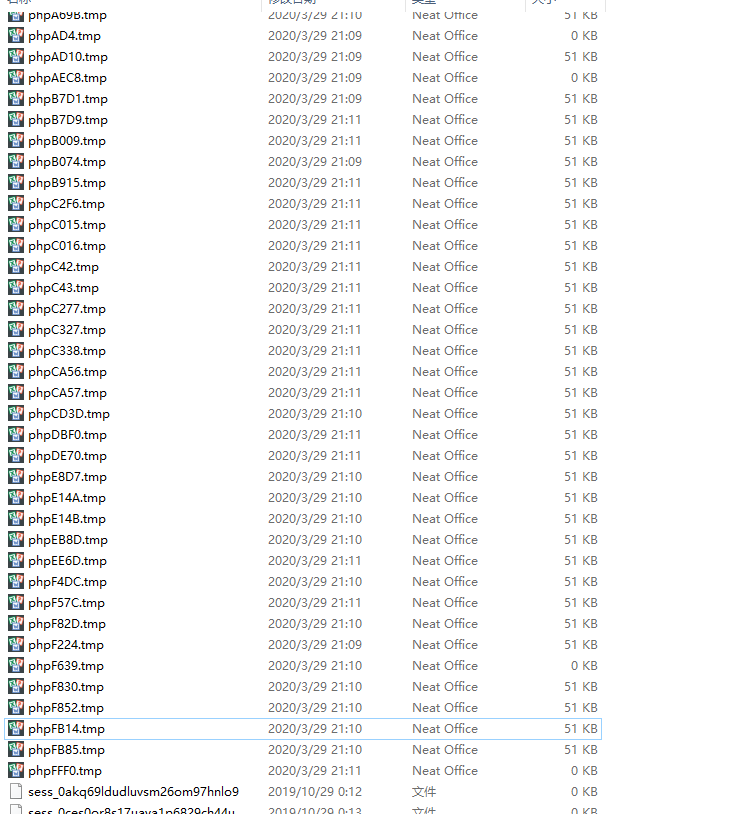 名称 修改日期 类型 大小
phpA69B.tmp 2020/3/29 21:10 Neat Office 51 KB
phpAD4.tmp 2020/3/29 21:09 Neat Office 0 KB
phpAD10.tmp 2020/3/29 21:09 Neat Office 51 KB
phpAEC8.tmp 2020/3/29 21:09 Neat Office 0 KB
phpB7D1.tmp 2020/3/29 21:09 Neat Office 51 KB
phpB7D9.tmp 2020/3/29 21:11 Neat Office 51 KB
phpB009.tmp 2020/3/29 21:11 Neat Office 51 KB
phpB074.tmp 2020/3/29 21:09 Neat Office 51 KB
phpB915.tmp 2020/3/29 21:11 Neat Office 51 KB
phpC2F6.tmp 2020/3/29 21:11 Neat Office 51 KB
phpC015.tmp 2020/3/29 21:11 Neat Office 51 KB
phpC016.tmp 2020/3/29 21:11 Neat Office 51 KB
phpC42.tmp 2020/3/29 21:11 Neat Office 51 KB
phpC43.tmp 2020/3/29 21:11 Neat Office 51 KB
phpC277.tmp 2020/3/29 21:11 Neat Office 51 KB
phpC327.tmp 2020/3/29 21:11 Neat Office 51 KB
phpC338.tmp 2020/3/29 21:11 Neat Office 51 KB
phpCA56.tmp 2020/3/29 21:11 Neat Office 51 KB
phpCA57.tmp 2020/3/29 21:11 Neat Office 51 KB
phpCD3D.tmp 2020/3/29 21:10 Neat Office 51 KB
phpDBF0.tmp 2020/3/29 21:11 Neat Office 51 KB
phpDE70.tmp 2020/3/29 21:11 Neat Office 51 KB
phpE8D7.tmp 2020/3/29 21:10 Neat Office 51 KB
phpE14A.tmp 2020/3/29 21:10 Neat Office 51 KB
phpE14B.tmp 2020/3/29 21:10 Neat Office 51 KB
phpEB8D.tmp 2020/3/29 21:10 Neat Office 51 KB
phpEE6D.tmp 2020/3/29 21:11 Neat Office 51 KB
phpF4DC.tmp 2020/3/29 21:10 Neat Office 51 KB
phpF57C.tmp 2020/3/29 21:11 Neat Office 51 KB
phpF82D.tmp 2020/3/29 21:10 Neat Office 51 KB
phpF224.tmp 2020/3/29 21:09 Neat Office 51 KB
phpF639.tmp 2020/3/29 21:10 Neat Office 0 KB
phpF830.tmp 2020/3/29 21:10 Neat Office 51 KB
phpF852.tmp 2020/3/29 21:10 Neat Office 51 KB
phpFB14.tmp 2020/3/29 21:10 Neat Office 51 KB
phpFB85.tmp 2020/3/29 21:10 Neat Office 51 KB
phpFFF0.tmp 2020/3/29 21:10 Neat Office 0 KB
sess_0akq69ldudluvsm26om97hnlo9 2019/10/29 0:12 文件 0 KB
2019/10/29 0:13 文件 0 KB